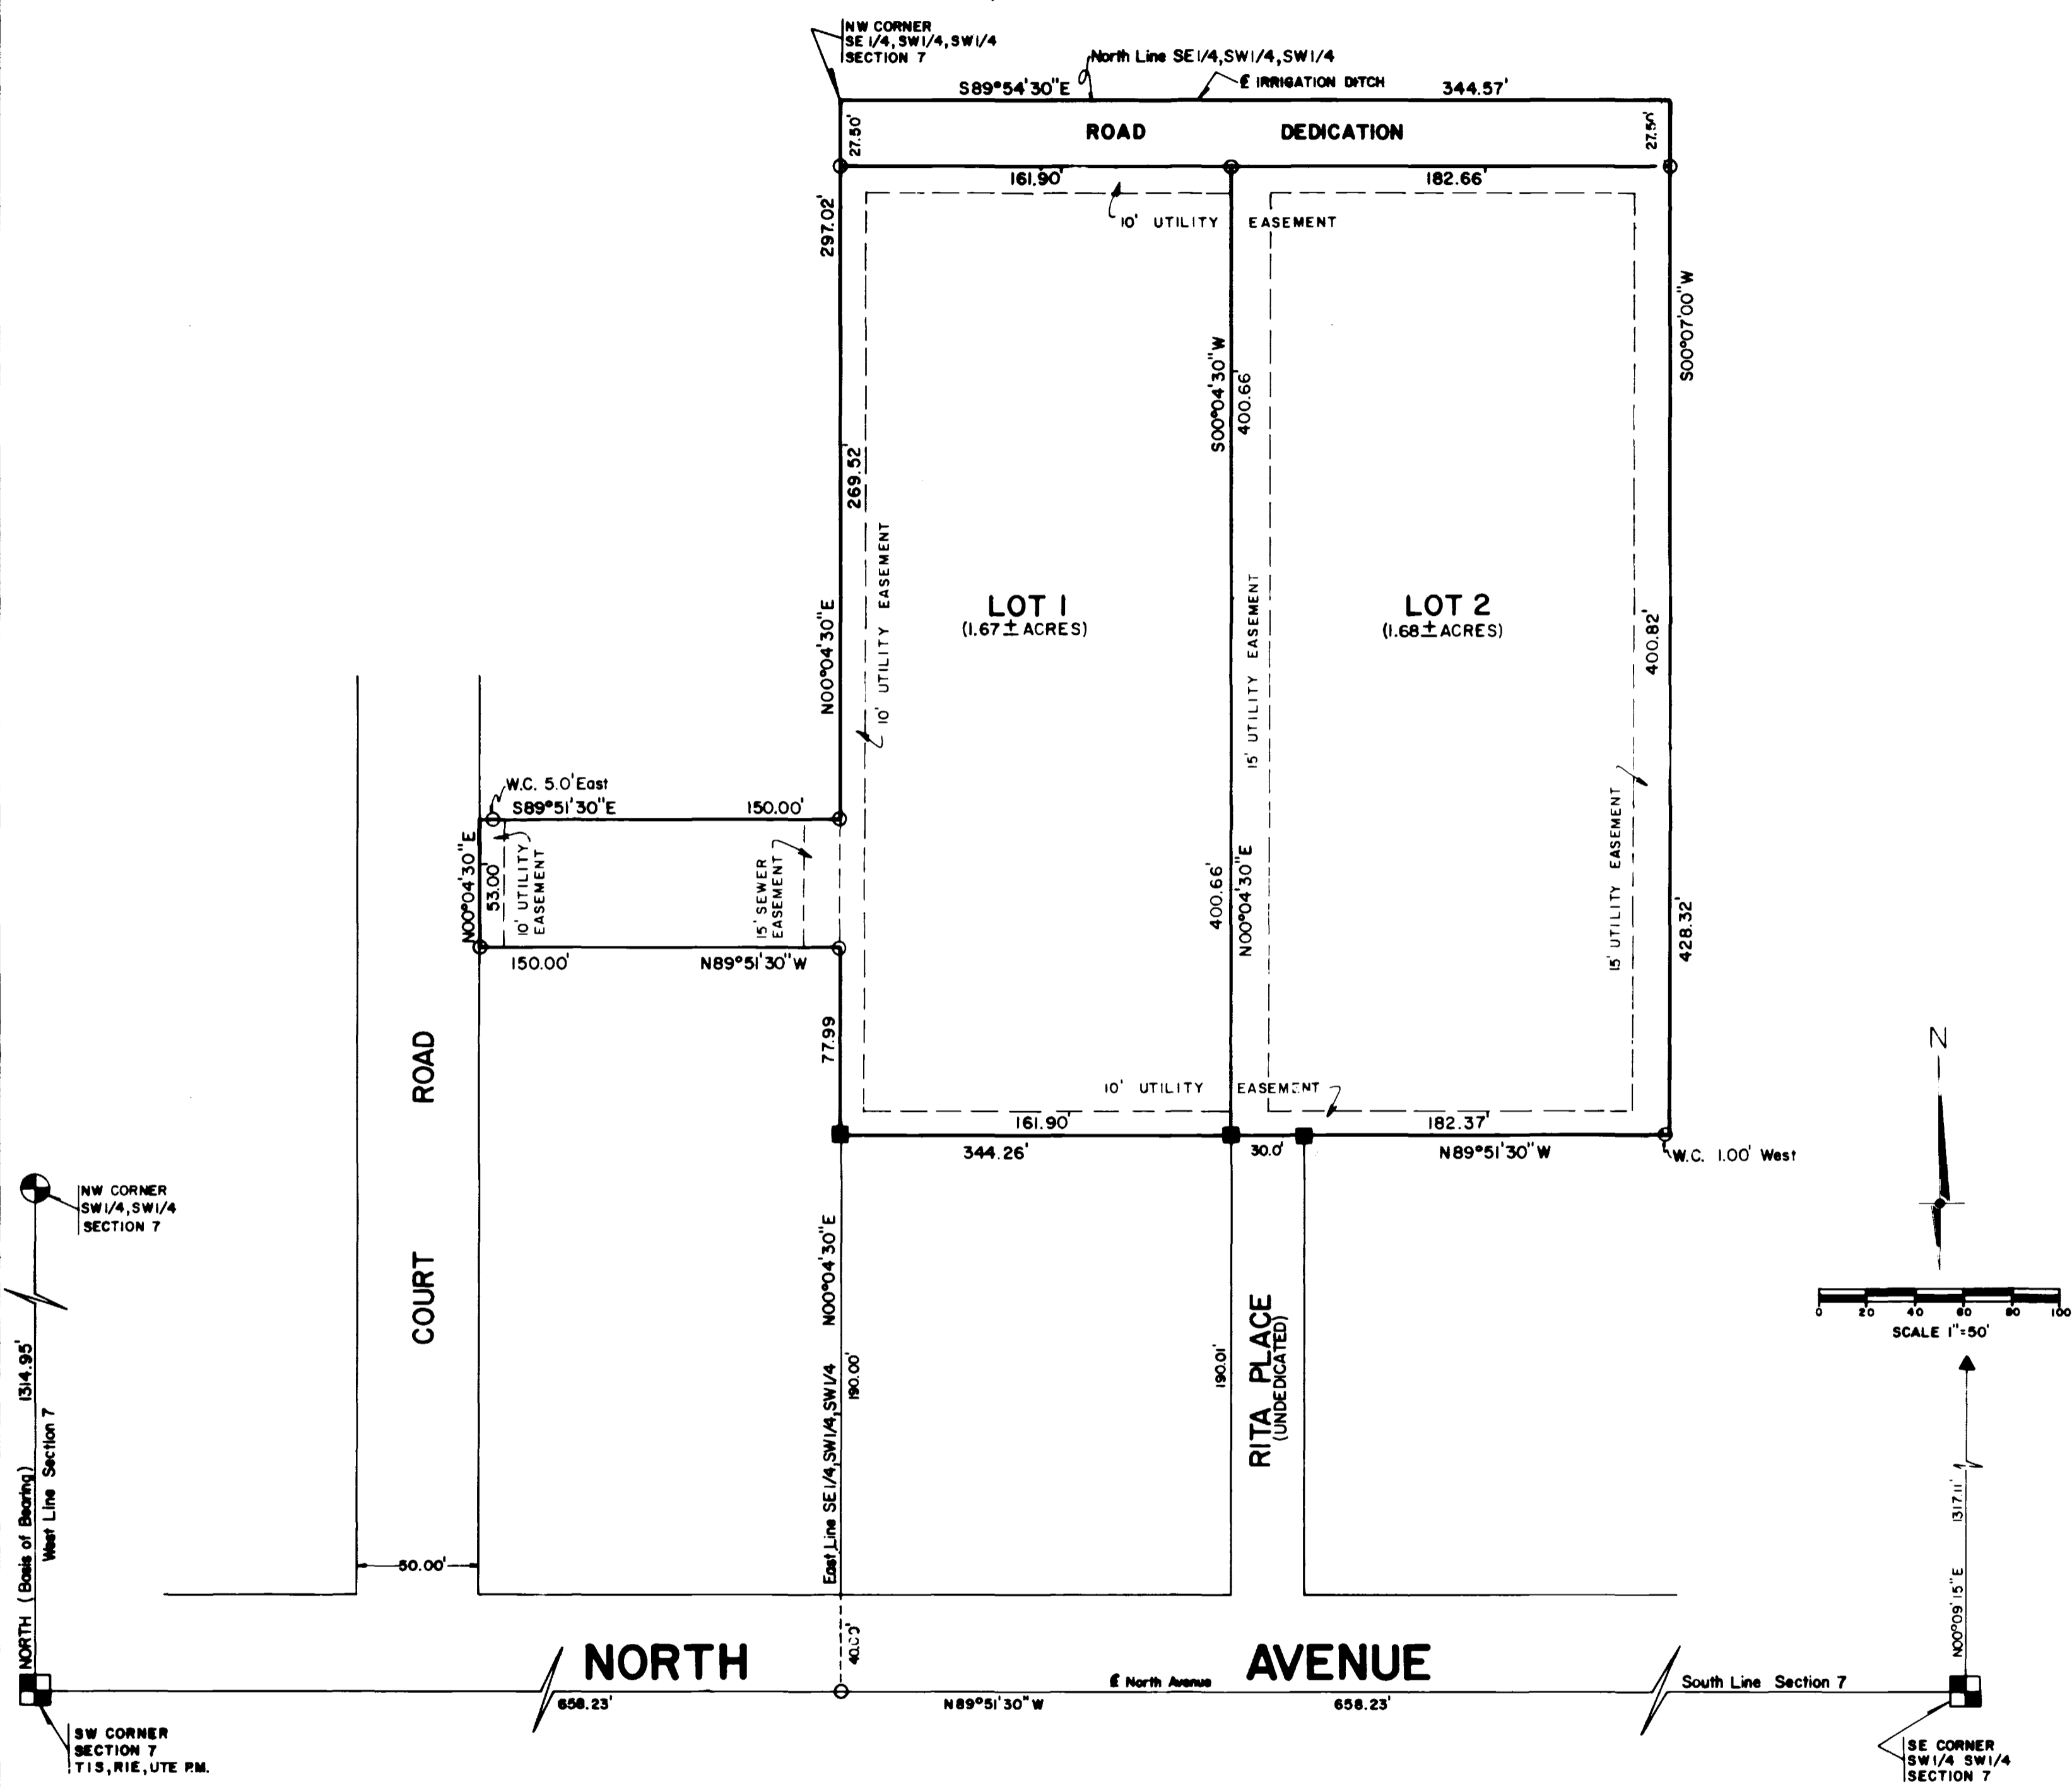 NW CORNER
SE 1/4, SW1/4, SW1/4
SECTION 7
North Line SE1/4, SW1/4, SW1/4
S89°54'30"E
℄ IRRIGATION DITCH
344.57'
27.50'
ROAD DEDICATION
27.50'
161.90'
182.66'
10' UTILITY EASEMENT
297.02'
S00°07'00"W
S00°04'30"W
400.66'
269.52'
10' UTILITY EASEMENT
N00°04'30"E
LOT 1
(1.67± ACRES)
15' UTILITY EASEMENT
LOT 2
(1.68± ACRES)
400.82'
W.C. 5.0' East
S89°51'30"E
150.00'
N00°04'30"E
53.00'
10' UTILITY
EASEMENT
15' SEWER
EASEMENT
400.66'
N00°04'30"E
15' UTILITY EASEMENT
428.32'
150.00'
N89°51'30"W
77.99
10' UTILITY EASEMENT
161.90'
182.37'
344.26'
30.0'
N89°51'30"W
W.C. 1.00' West
N
NW CORNER
SW1/4, SW1/4
SECTION 7
COURT ROAD
N00°04'30"E
East Line SE1/4, SW1/4, SW1/4
190.00'
190.01'
RITA PLACE
(UNDEDICATED)
0 20 40 60 80 100
SCALE 1"=50'
1314.95'
NORTH (Basis of Bearing)
West Line Section 7
50.00'
1317.11'
N00°09'15"E
40.00'
NORTH AVENUE
℄ North Avenue
South Line Section 7
658.23'
N89°51'30"W
658.23'
SW CORNER
SECTION 7
T1S, R1E, UTE P.M.
SE CORNER
SW1/4 SW1/4
SECTION 7